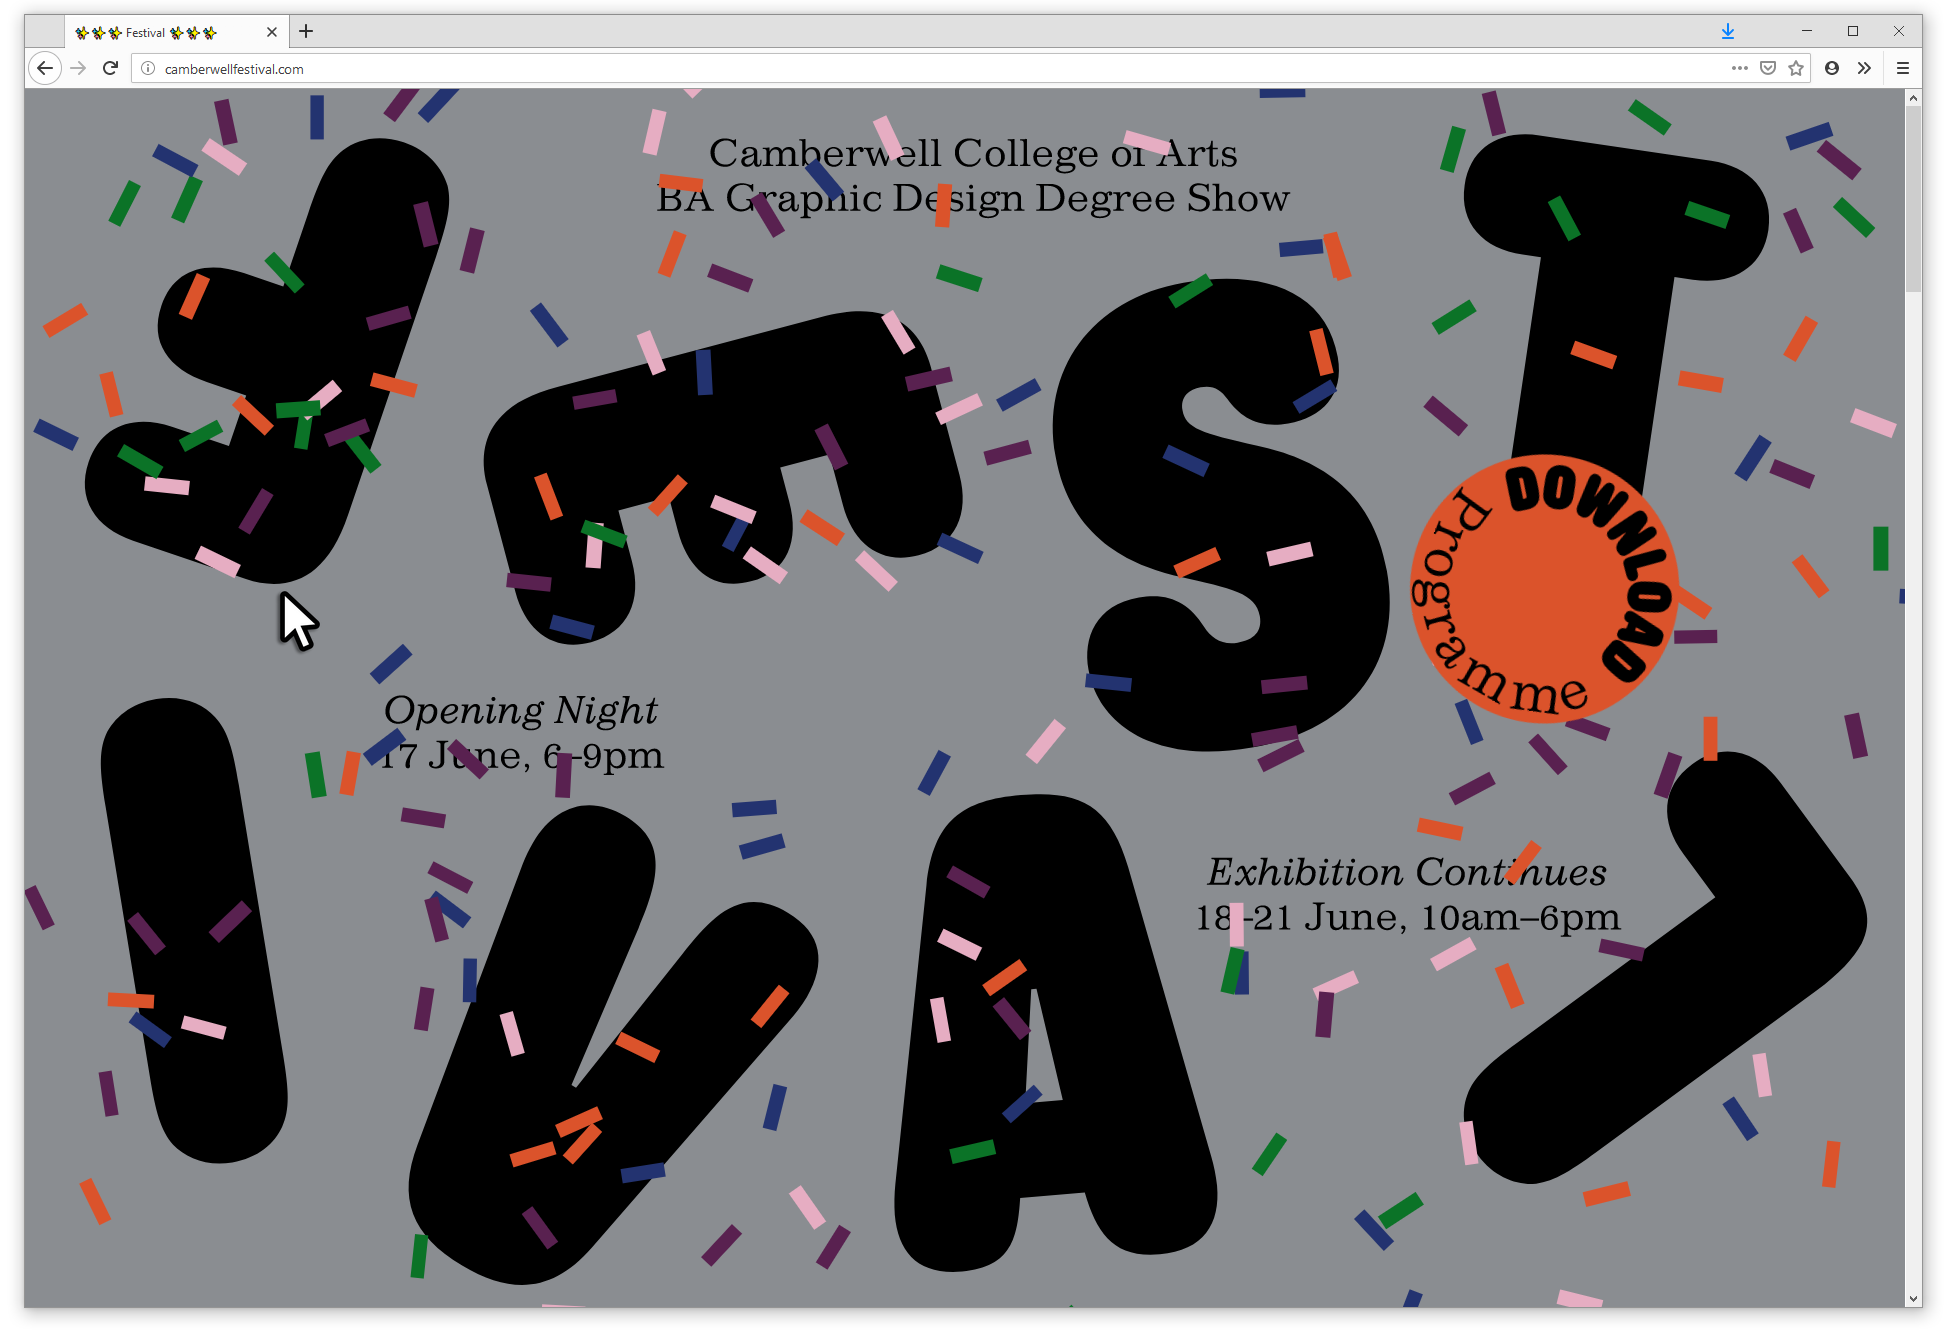 Festival
camberwellfestival.com
Camberwell College of Arts
BA Graphic Design Degree Show
FESTIVAL
DOWNLOAD
Programme
Opening Night
17 June, 6–9pm
Exhibition Continues
18–21 June, 10am–6pm